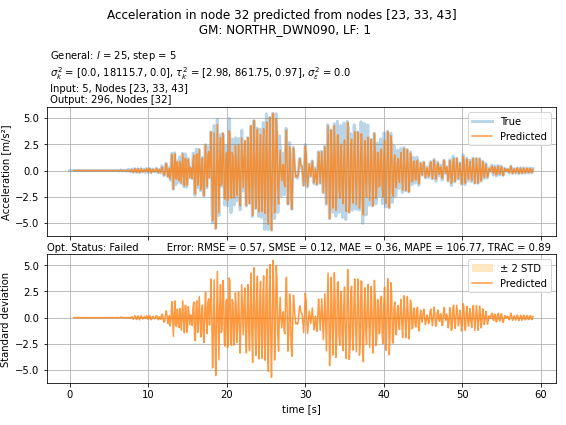 Acceleration in node 32 predicted from nodes [23, 33, 43]
GM: NORTHR_DWN090, LF: 1
General: l = 25, step = 5
σ²ₖ = [0.0, 18115.7, 0.0], τ²ₖ = [2.98, 861.75, 0.97], σ²ε = 0.0
Input: 5, Nodes [23, 33, 43]
Output: 296, Nodes [32]
Acceleration [m/s²]
5.0
2.5
0.0
−2.5
−5.0
True
Predicted
Opt. Status: Failed Error: RMSE = 0.57, SMSE = 0.12, MAE = 0.36, MAPE = 106.77, TRAC = 0.89
Standard deviation
5.0
2.5
0.0
−2.5
−5.0
± 2 STD
Predicted
0 10 20 30 40 50 60
time [s]